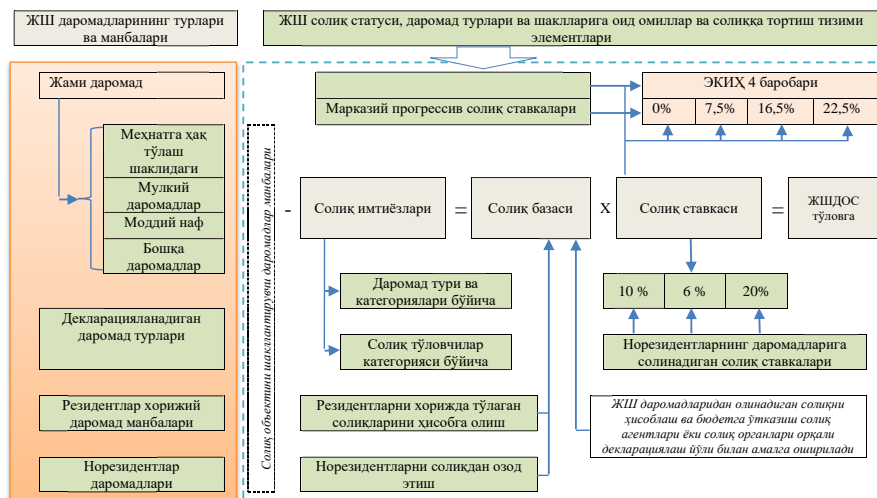 ЖШ даромадларининг турлари
ва манбалари
ЖШ солиқ статуси, даромад турлари ва шаклларига оид омиллар ва солиққа тортиш тизими
элементлари
Жами даромад
Меҳнатга ҳақ
тўлаш
шаклидаги
Мулкий
даромадлар
Моддий наф
Бошқа
даромадлар
Декларацияланадиган
даромад турлари
Резидентлар хорижий
даромад манбалари
Норезидентлар
даромадлари
Солиқ объектини шакллантирувчи даромадлар манбалари
Марказий прогрессив солиқ ставкалари
ЭКИҲ 4 баробари
0% 7,5% 16,5% 22,5%
- Солиқ имтиёзлари = Солиқ базаси х Солиқ ставкаси = ЖШДОС
тўловга
Даромад тури ва
категориялари бўйича
Солиқ тўловчилар
категорияси бўйича
10 % 6 % 20%
Норезидентларнинг даромадларига
солинадиган солиқ ставкалари
Резидентларни хорижда тўлаган
солиқларини ҳисобга олиш
Норезидентларни солиқдан озод
этиш
ЖШ даромадларидан олинадиган солиқни
ҳисоблаш ва бюдетга ўтказиш солиқ
агентлари ёки солиқ органлари орқали
декларациялаш йўли билан амалга оширилади